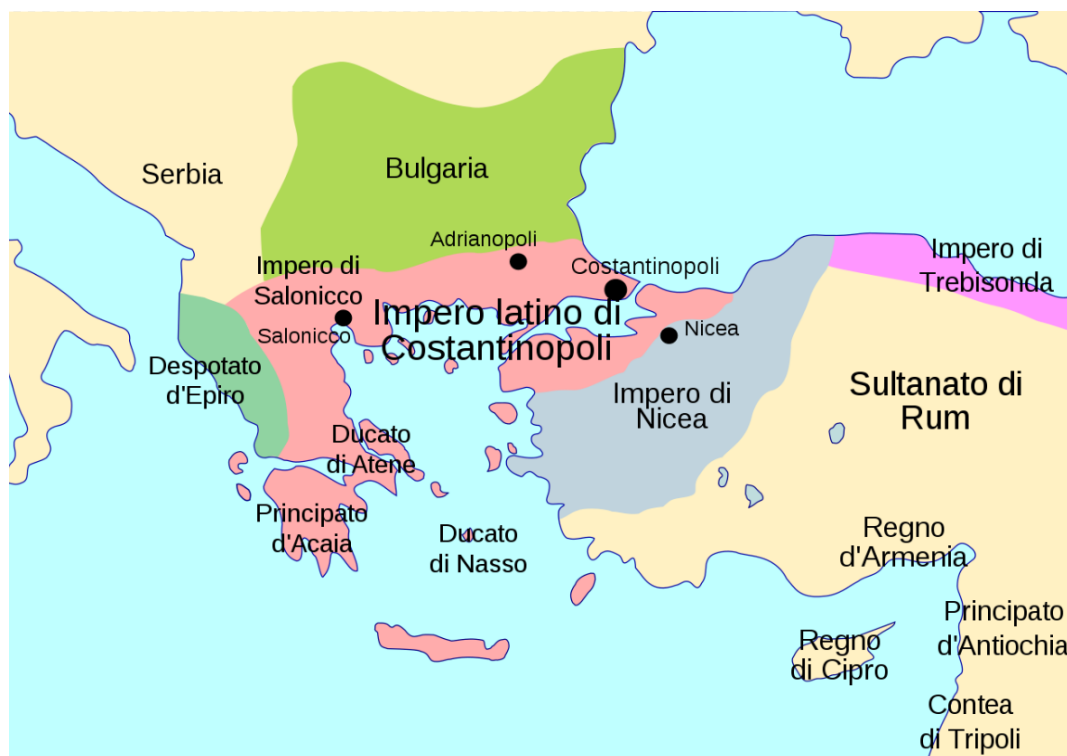 Serbia
Bulgaria
Adrianopoli
Impero di
Trebisonda
Impero di
Salonicco
Costantinopoli
Impero latino di
Costantinopoli
Salonicco
Nicea
Despotato
d'Epiro
Impero di
Nicea
Sultanato di
Rum
Ducato
di Atene
Principato
d'Acaia
Ducato
di Nasso
Regno
d'Armenia
Principato
d'Antiochia
Regno
di Cipro
Contea
di Tripoli